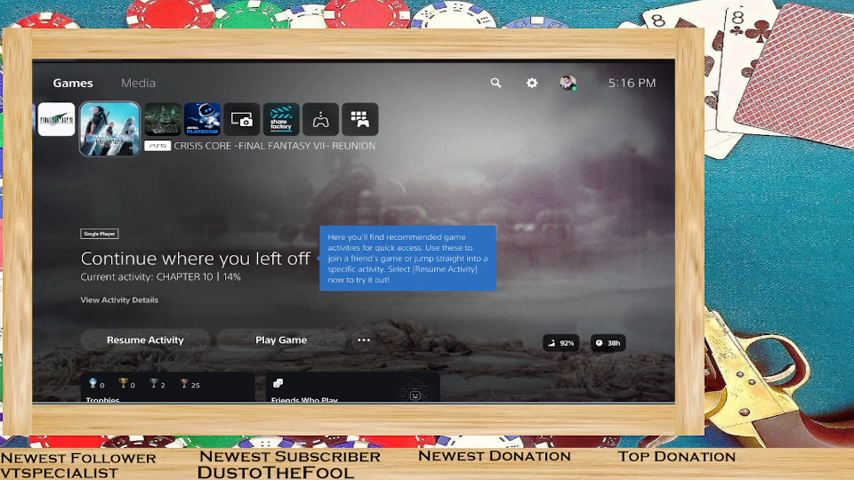 8 8
Games Media 5:16 PM
share factory
PS5 CRISIS CORE -FINAL FANTASY VII- REUNION
Single Player
Here you'll find recommended game
activities for quick access. Use these to
join a friend's game or jump straight into a
specific activity. Select [Resume Activity]
now to try it out!
Continue where you left off
Current activity: CHAPTER 10 | 14%
View Activity Details
Resume Activity Play Game ••• 92% 38h
0 0 2 25
Trophies Friends Who Play
NEWEST FOLLOWER NEWEST SUBSCRIBER NEWEST DONATION TOP DONATION
VTSPECIALIST DUSTOTHEFOOL